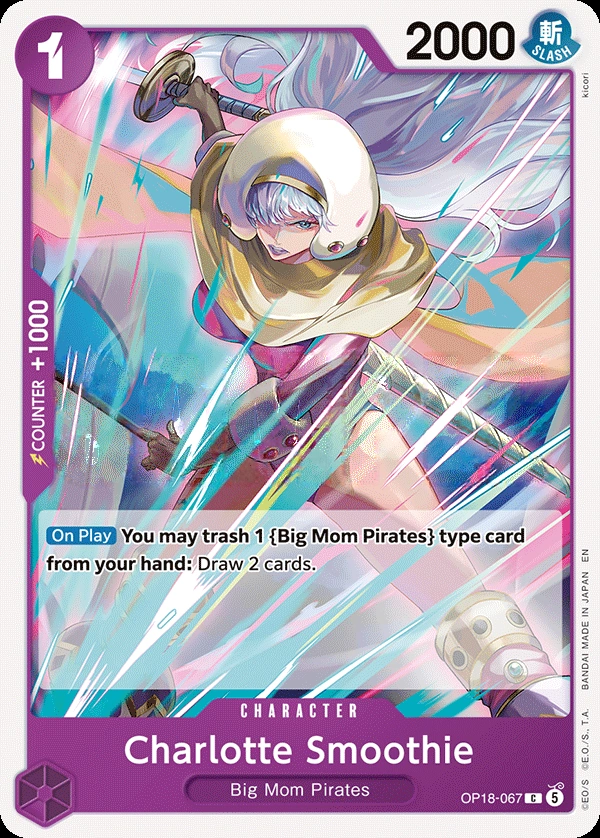 1
2000
斬
SLASH
kicori
COUNTER +1000
On Play You may trash 1 {Big Mom Pirates} type card
from your hand: Draw 2 cards.
CHARACTER
Charlotte Smoothie
Big Mom Pirates
OP18-067 C 5
©EO/S ©E.O./S., T.A. BANDAI MADE IN JAPAN EN